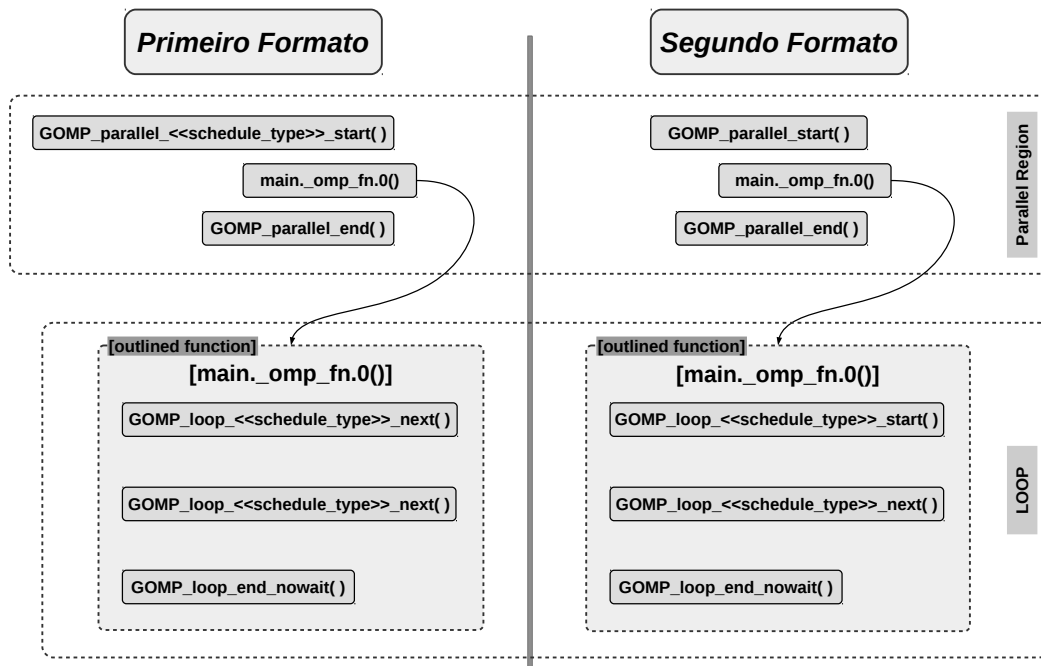 Primeiro Formato
GOMP_parallel_<<schedule_type>>_start( )
main._omp_fn.0()
GOMP_parallel_end( )
[outlined function]
[main._omp_fn.0()]
GOMP_loop_<<schedule_type>>_next( )
GOMP_loop_<<schedule_type>>_next( )
GOMP_loop_end_nowait( )
Segundo Formato
GOMP_parallel_start( )
main._omp_fn.0()
GOMP_parallel_end( )
[outlined function]
[main._omp_fn.0()]
GOMP_loop_<<schedule_type>>_start( )
GOMP_loop_<<schedule_type>>_next( )
GOMP_loop_end_nowait( )
Parallel Region
LOOP